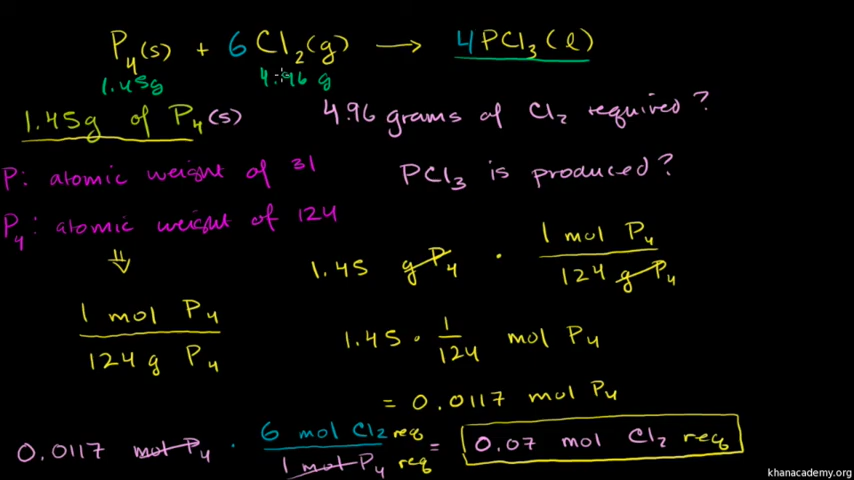 P₄(s) + 6 Cl₂(g) → 4 PCl₃(l)
1.45g 4.96 g
1.45g of P₄(s) 4.96 grams of Cl₂ required?
P: atomic weight of 31 PCl₃ is produced?
P₄: atomic weight of 124
⇓
1.45 g P₄ · 1 mol P₄ / 124 g P₄
1 mol P₄ / 124 g P₄
1.45 · 1/124 mol P₄
= 0.0117 mol P₄
0.0117 mol P₄ · 6 mol Cl₂ req / 1 mol P₄ req = 0.07 mol Cl₂ req
khanacademy.org